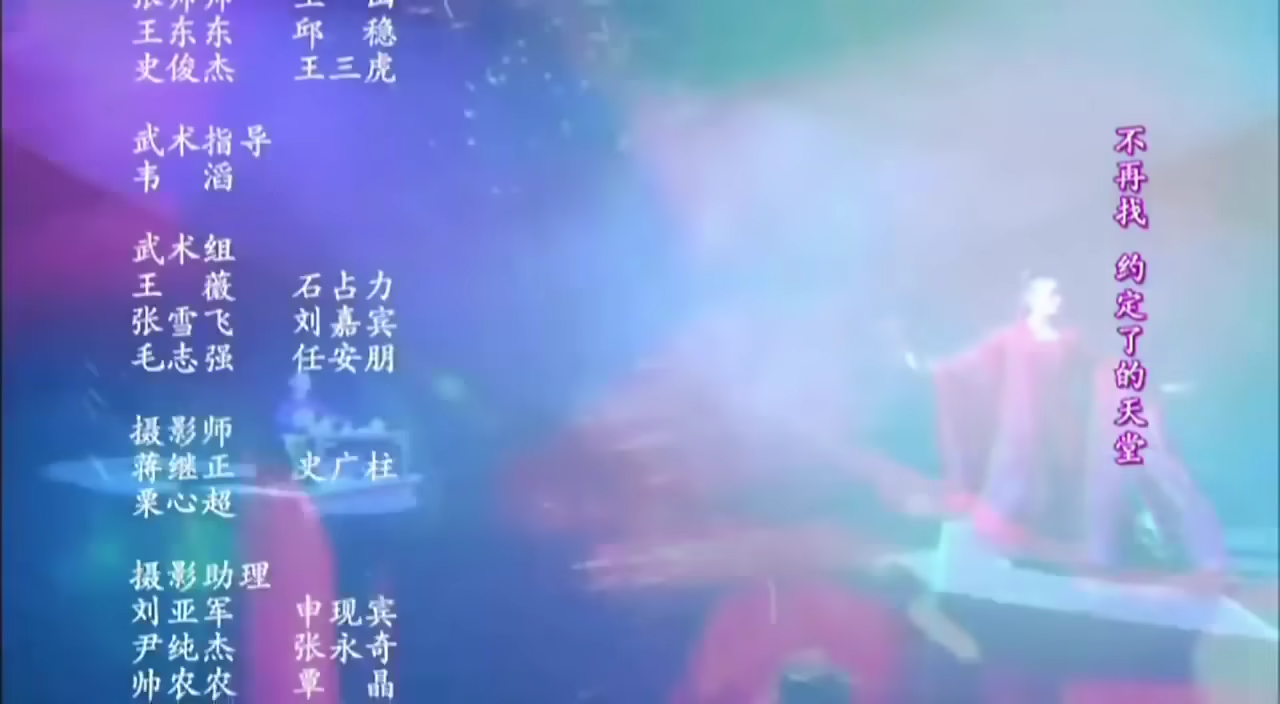 王东东 邱稳
史俊杰 王三虎
武术指导
韦滔
武术组
王薇 石占力
张雪飞 刘嘉宾
毛志强 任安朋
摄影师
蒋继正 史广柱
栗心超
摄影助理
刘亚军 申现宾
尹纯杰 张永奇
帅农农 覃晶
不再找 约定了的天堂